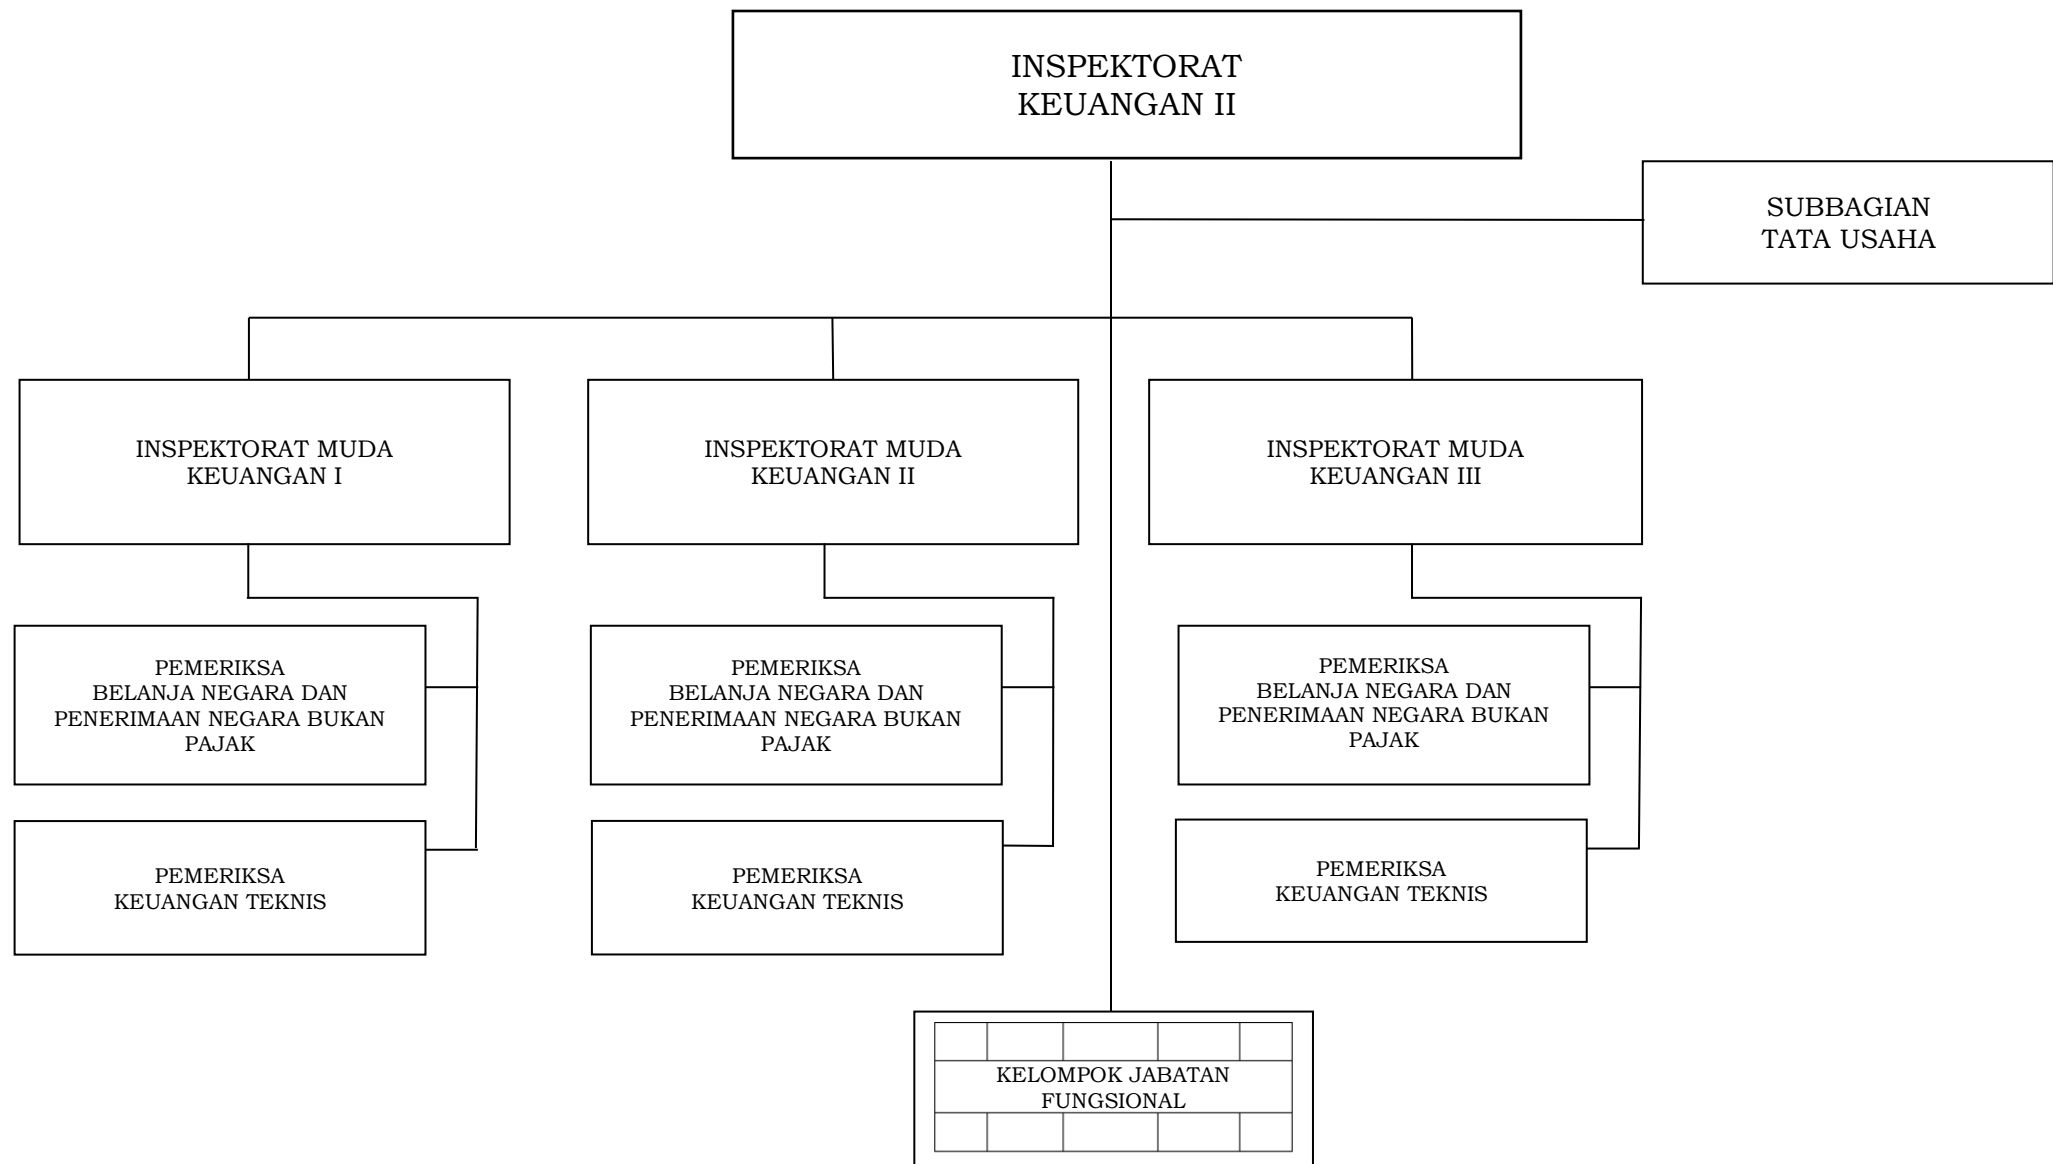 INSPEKTORAT
KEUANGAN II
SUBBAGIAN
TATA USAHA
INSPEKTORAT MUDA
KEUANGAN I
INSPEKTORAT MUDA
KEUANGAN II
INSPEKTORAT MUDA
KEUANGAN III
PEMERIKSA
BELANJA NEGARA DAN
PENERIMAAN NEGARA BUKAN
PAJAK
PEMERIKSA
BELANJA NEGARA DAN
PENERIMAAN NEGARA BUKAN
PAJAK
PEMERIKSA
BELANJA NEGARA DAN
PENERIMAAN NEGARA BUKAN
PAJAK
PEMERIKSA
KEUANGAN TEKNIS
PEMERIKSA
KEUANGAN TEKNIS
PEMERIKSA
KEUANGAN TEKNIS
KELOMPOK JABATAN
FUNGSIONAL